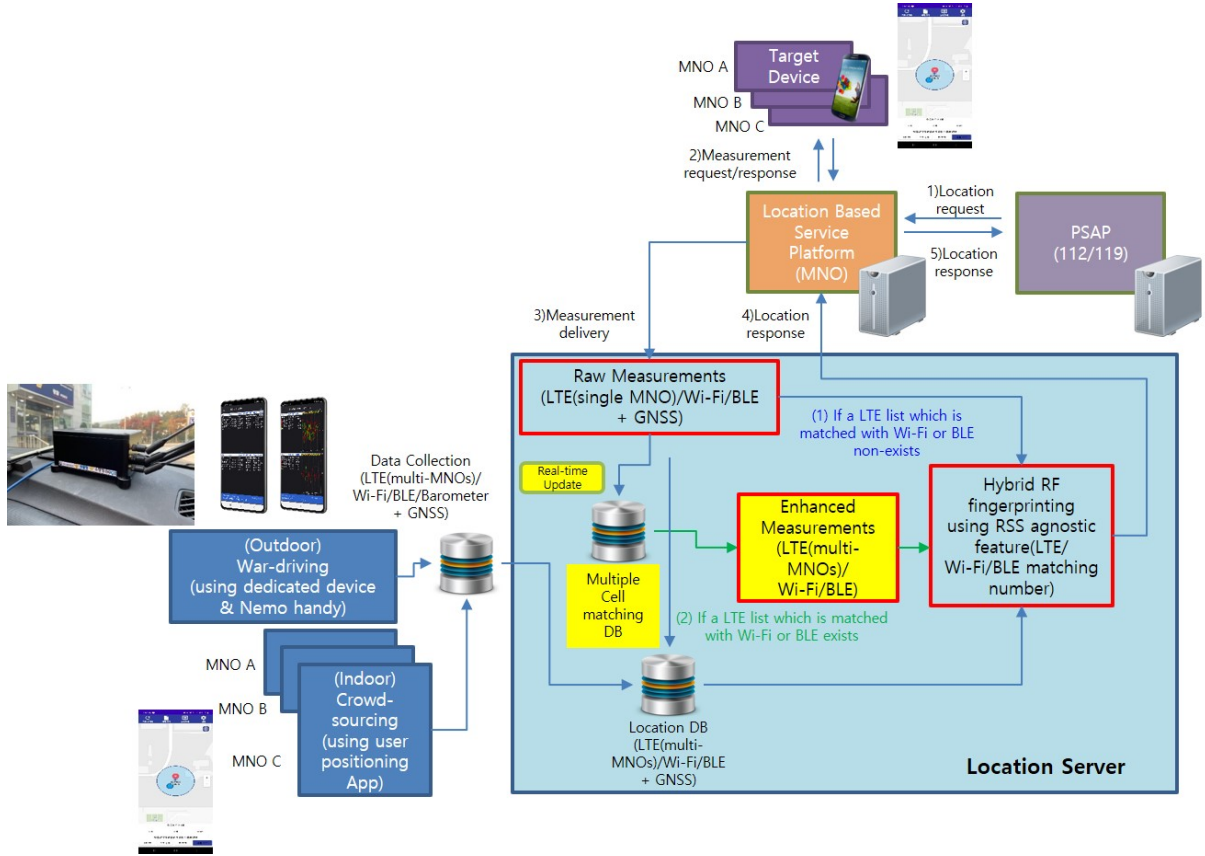 Target
Device
MNO A
MNO B
MNO C
2)Measurement
request/response
1)Location
request
Location Based
Service
Platform
(MNO)
PSAP
(112/119)
5)Location
response
3)Measurement
delivery
4)Location
response
Raw Measurements
(LTE(single MNO)/Wi-Fi/BLE
+ GNSS)
(1) If a LTE list which is
matched with Wi-Fi or BLE
non-exists
Data Collection
(LTE(multi-MNOs)/
Wi-Fi/BLE/Barometer
+ GNSS)
Real-time
Update
Enhanced
Measurements
(LTE(multi-
MNOs)/
Wi-Fi/BLE)
Hybrid RF
fingerprinting
using RSS agnostic
feature(LTE/
Wi-Fi/BLE matching
number)
(Outdoor)
War-driving
(using dedicated device
& Nemo handy)
Multiple
Cell
matching
DB
(2) If a LTE list which is matched
with Wi-Fi or BLE exists
MNO A
MNO B
MNO C
(Indoor)
Crowd-
sourcing
(using user
positioning
App)
Location DB
(LTE(multi-
MNOs)/Wi-Fi/BLE
+ GNSS)
Location Server